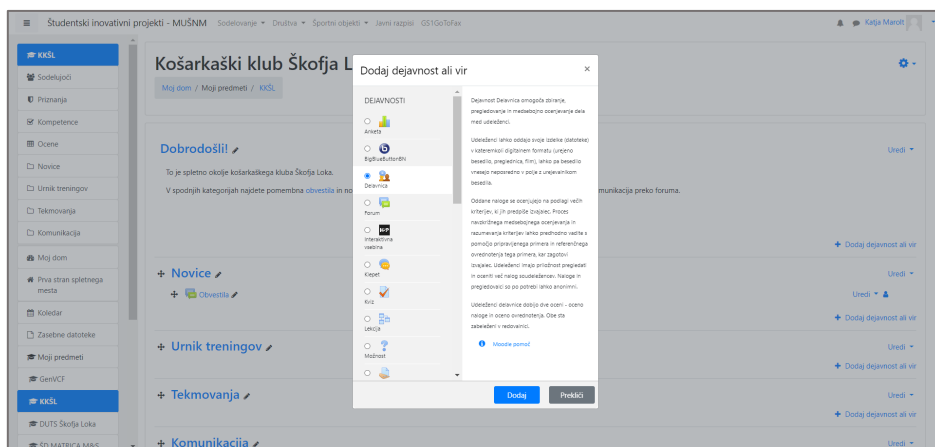 Študentski inovativni projekti - MUŠNM Sodelovanje Društva Športni objekti Javni razpisi GS1GoToFax Katja Marolt
KKŠL
Sodelujoči
Priznanja
Kompetence
Ocene
Novice
Urnik treningov
Tekmovanja
Komunikacija
Moj dom
Prva stran spletnega
mesta
Koledar
Zasebne datoteke
Moji predmeti
GenVCF
KKŠL
DUTS Škofja Loka
ŠD MATRICA M&S
Košarkaški klub Škofja L
Moj dom / Moji predmeti / KKŠL
Dobrodošli! Uredi
To je spletno okolje košarkaškega kluba Škofja Loka.
V spodnjih kategorijah najdete pomembna obvestila in no
munikacija preko foruma.
+ Dodaj dejavnost ali vir
Novice Uredi
Obvestila Uredi
+ Dodaj dejavnost ali vir
Urnik treningov Uredi
+ Dodaj dejavnost ali vir
Tekmovanja Uredi
+ Dodaj dejavnost ali vir
Komunikacija Uredi
Dodaj dejavnost ali vir ×
DEJAVNOSTI
Anketa
BigBlueButtonBN
Delavnica
Forum
H-P
Interaktivna
vsebina
Klepet
Kviz
Lekcija
Možnost
Dejavnost Delavnica omogoča zbiranje,
pregledovanje in medsebojno ocenjevanje dela
med udeleženci.
Udeleženci lahko oddajo svoje izdelke (datoteke)
v kateremkoli digitalnem formatu (urejeno
besedilo, preglednica, film), lahko pa besedilo
vnesejo neposredno v polje z urejevalnikom
besedila.
Oddane naloge se ocenjujejo na podlagi večih
kriterijev, ki jih predpiše izvajalec. Proces
navzkrižnega medsebojnega ocenjevanja in
razumevanja kriterijev lahko predhodno vadite s
pomočjo pripravljenega primera in referenčnega
ovrednotenja tega primera, kar zagotovi
izvajalec. Udeleženci imajo priložnost pregledati
in oceniti več nalog soudeležencev. Naloge in
pregledovalci so po potrebi lahko anonimni.
Udeleženci delavnice dobijo dve oceni - oceno
naloge in oceno ovrednotenja. Obe sta
zabeleženi v redovalnici.
Moodle pomoč
Dodaj Prekliči